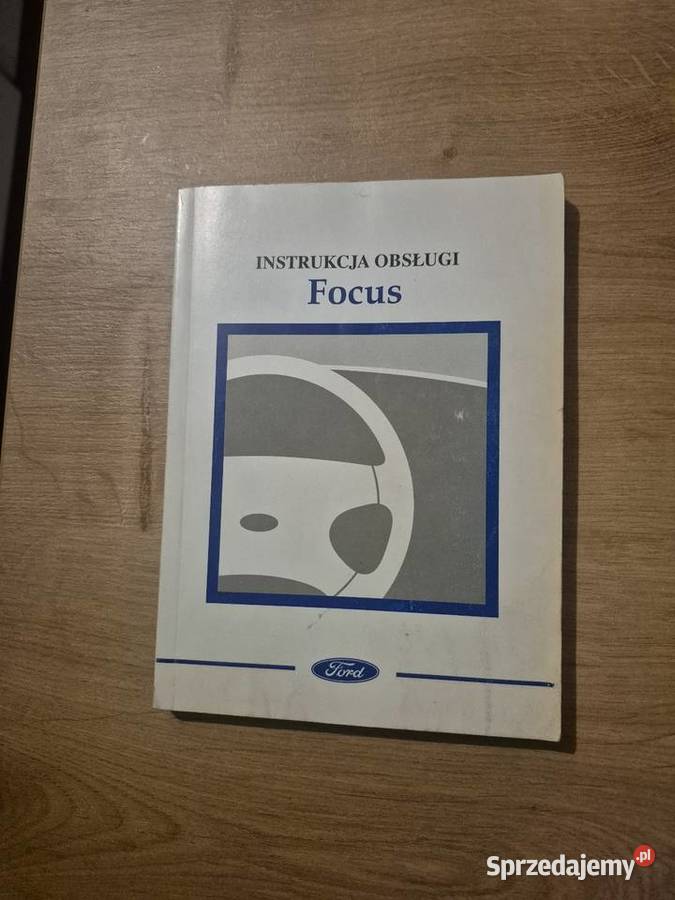 INSTRUKCJA OBSŁUGI
Focus
Ford
Sprzedajemy.pl